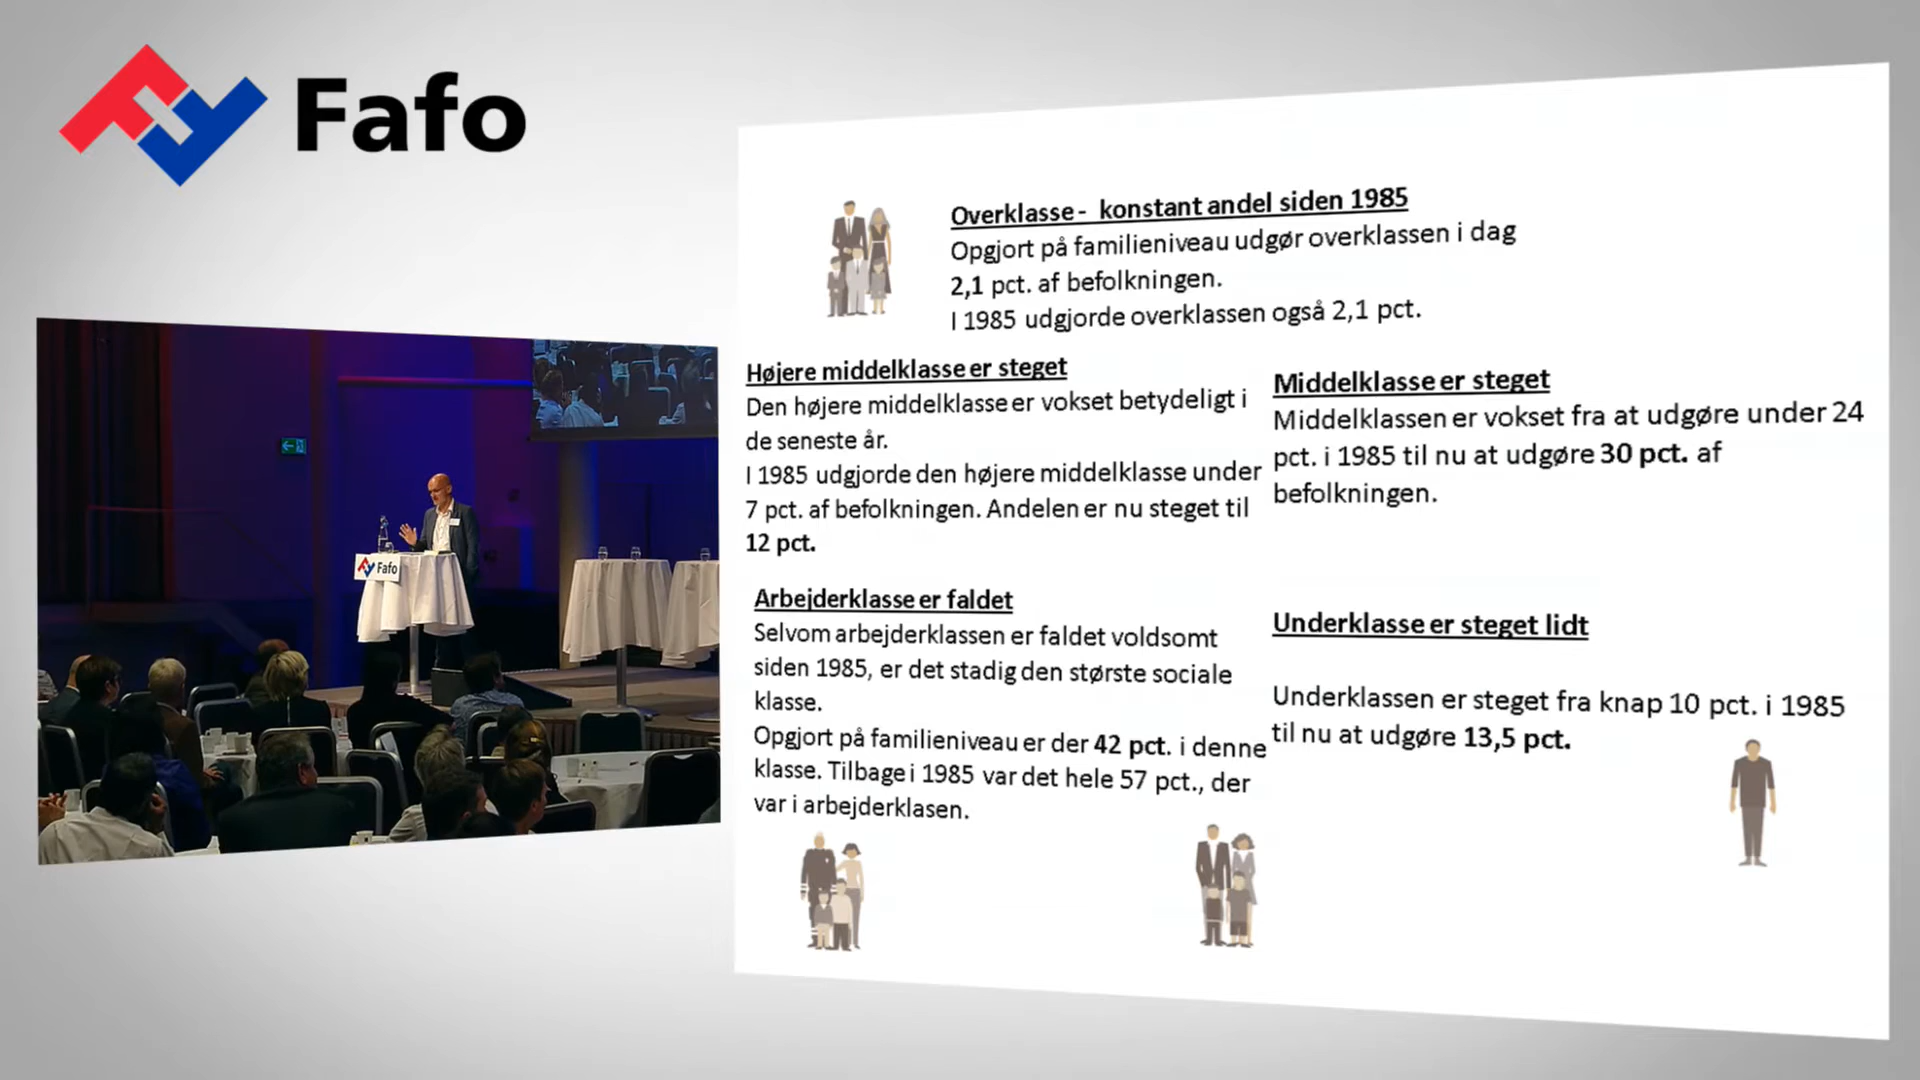 Fafo
Fafo
Overklasse - konstant andel siden 1985
Opgjort på familieniveau udgør overklassen i dag
2,1 pct. af befolkningen.
I 1985 udgjorde overklassen også 2,1 pct.
Højere middelklasse er steget
Den højere middelklasse er vokset betydeligt i
de seneste år.
I 1985 udgjorde den højere middelklasse under
7 pct. af befolkningen. Andelen er nu steget til
12 pct.
Middelklasse er steget
Middelklassen er vokset fra at udgøre under 24
pct. i 1985 til nu at udgøre 30 pct. af
befolkningen.
Arbejderklasse er faldet
Selvom arbejderklassen er faldet voldsomt
siden 1985, er det stadig den største sociale
klasse.
Opgjort på familieniveau er der 42 pct. i denne
klasse. Tilbage i 1985 var det hele 57 pct., der
var i arbejderklasen.
Underklasse er steget lidt
Underklassen er steget fra knap 10 pct. i 1985
til nu at udgøre 13,5 pct.